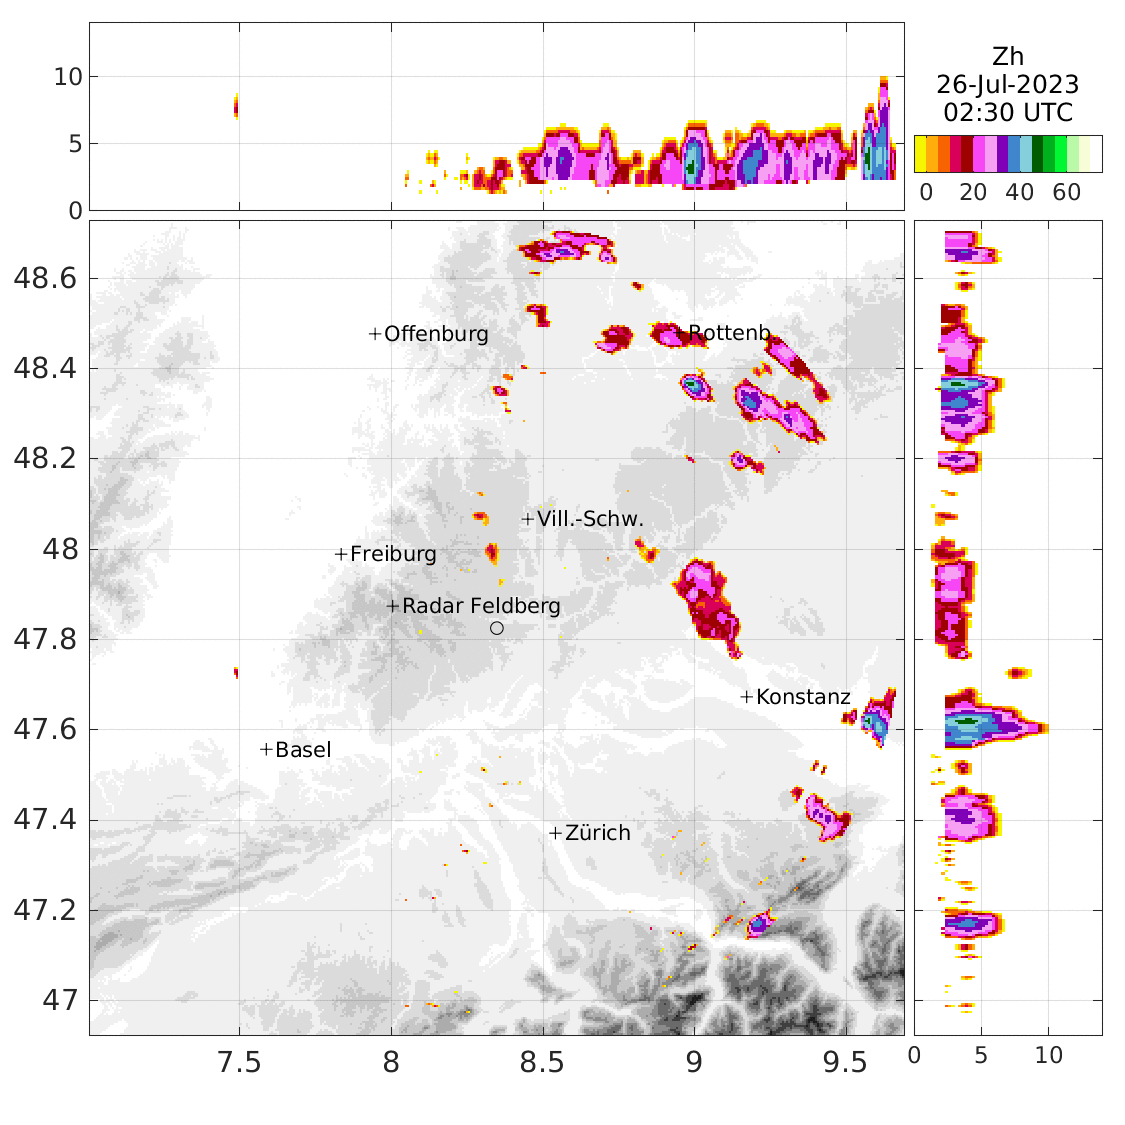 Zh
26-Jul-2023
02:30 UTC
0 20 40 60
10
5
0
48.6
48.4
48.2
48
47.8
47.6
47.4
47.2
47
+Offenburg
+Rottenb.
+Vill.-Schw.
+Freiburg
+Radar Feldberg
+Konstanz
+Basel
+Zürich
7.5 8 8.5 9 9.5
0 5 10